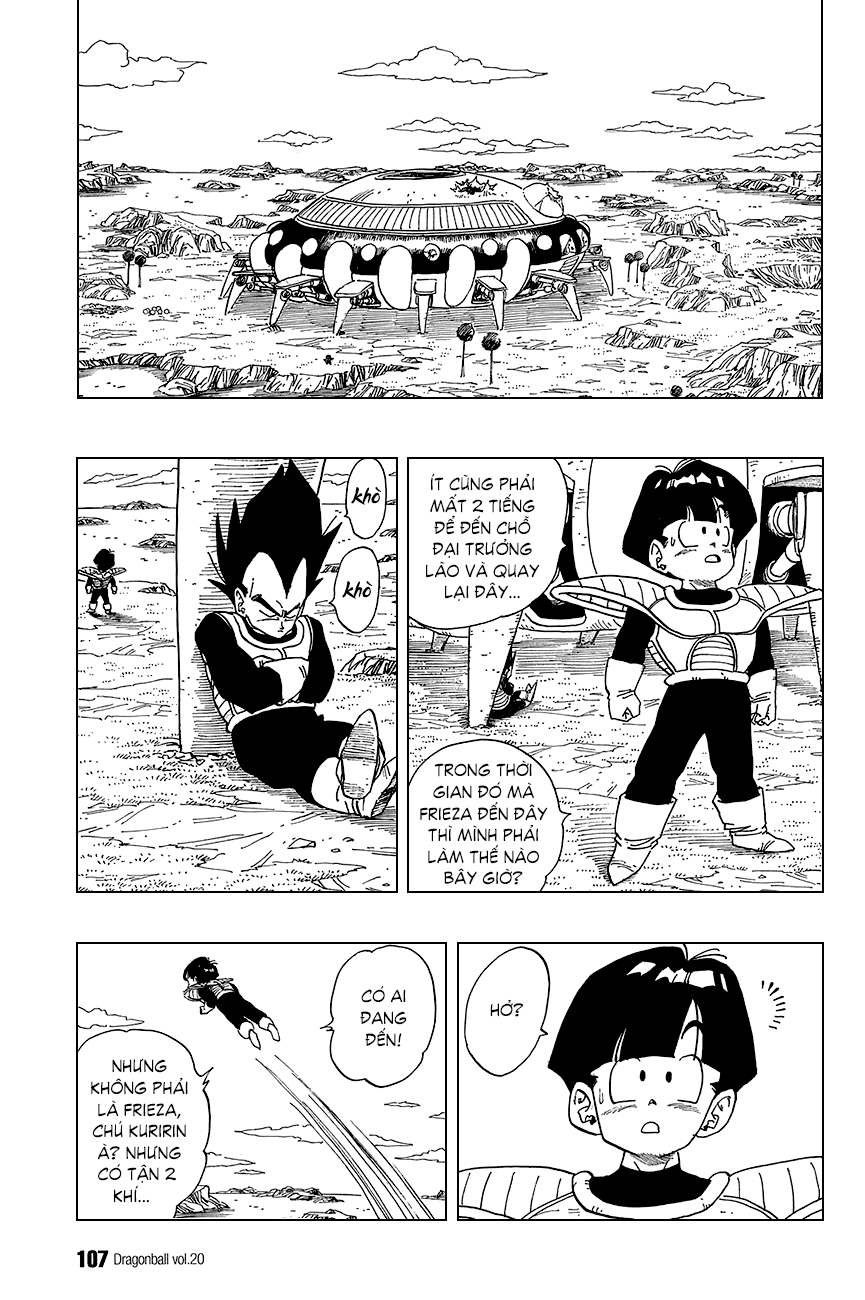 ÍT CŨNG PHẢI
MẤT 2 TIẾNG
ĐỂ ĐẾN CHỖ
ĐẠI TRƯỞNG
LÃO VÀ QUAY
LẠI ĐÂY...
TRONG THỜI
GIAN ĐÓ MÀ
FRIEZA ĐẾN ĐÂY
THÌ MÌNH PHẢI
LÀM THẾ NÀO
BÂY GIỜ?
khò
khò
HỚ?
CÓ AI
ĐANG
ĐẾN!
NHƯNG
KHÔNG PHẢI
LÀ FRIEZA,
CHÚ KURIRIN
À? NHƯNG
CÓ TẬN 2
KHÍ...
107 Dragonball vol.20